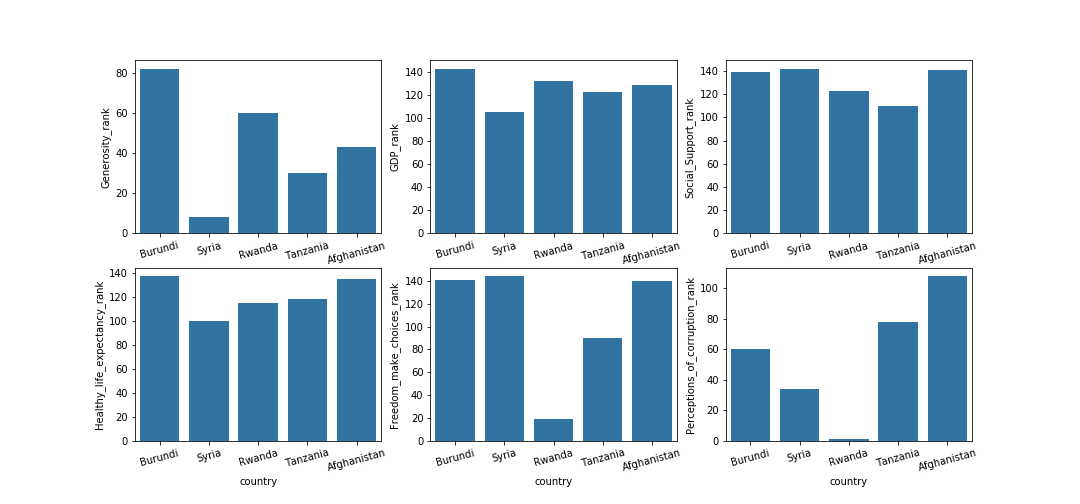 Generosity_rank
80
60
40
20
0
Burundi Syria Rwanda Tanzania Afghanistan
GDP_rank
140
120
100
80
60
40
20
0
Burundi Syria Rwanda Tanzania Afghanistan
Social_Support_rank
140
120
100
80
60
40
20
0
Burundi Syria Rwanda Tanzania Afghanistan
Healthy_life_expectancy_rank
140
120
100
80
60
40
20
0
Burundi Syria Rwanda Tanzania Afghanistan
country
Freedom_make_choices_rank
140
120
100
80
60
40
20
0
Burundi Syria Rwanda Tanzania Afghanistan
country
Perceptions_of_corruption_rank
100
80
60
40
20
0
Burundi Syria Rwanda Tanzania Afghanistan
country